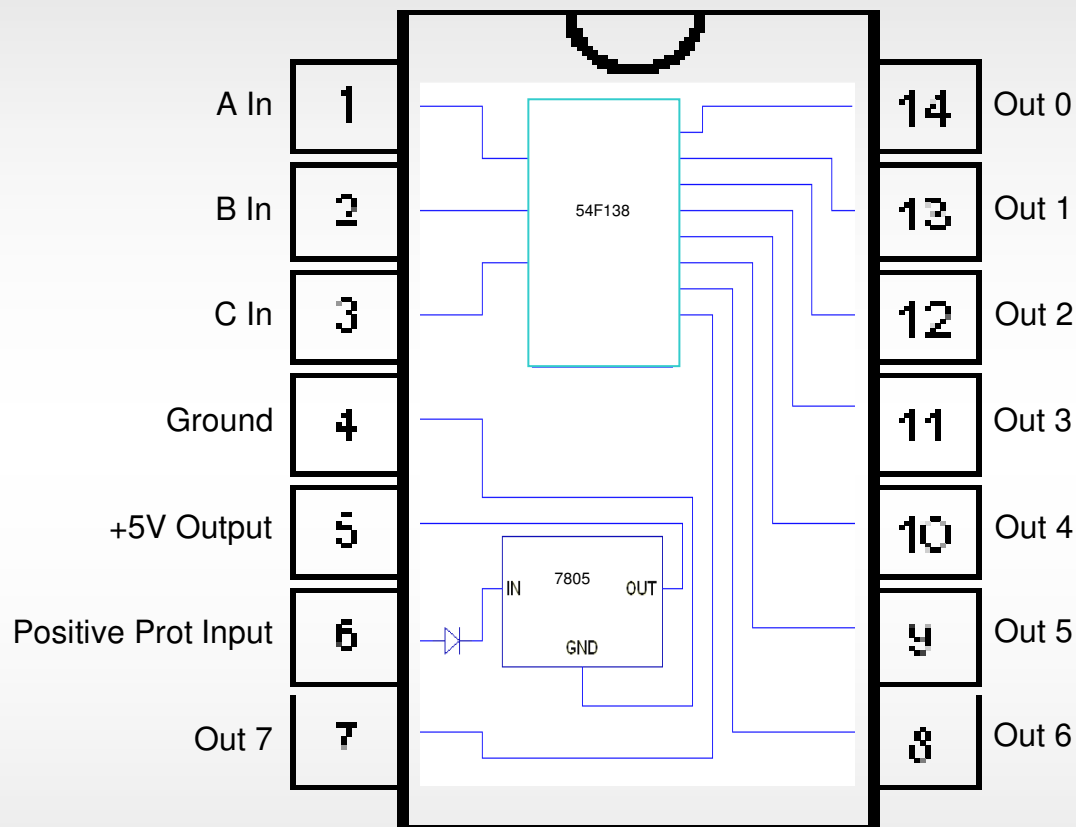 A In
1
B In
2
C In
3
Ground
4
+5V Output
5
Positive Prot Input
6
Out 7
7
54F138
7805
IN
OUT
GND
14
Out 0
13
Out 1
12
Out 2
11
Out 3
10
Out 4
9
Out 5
8
Out 6